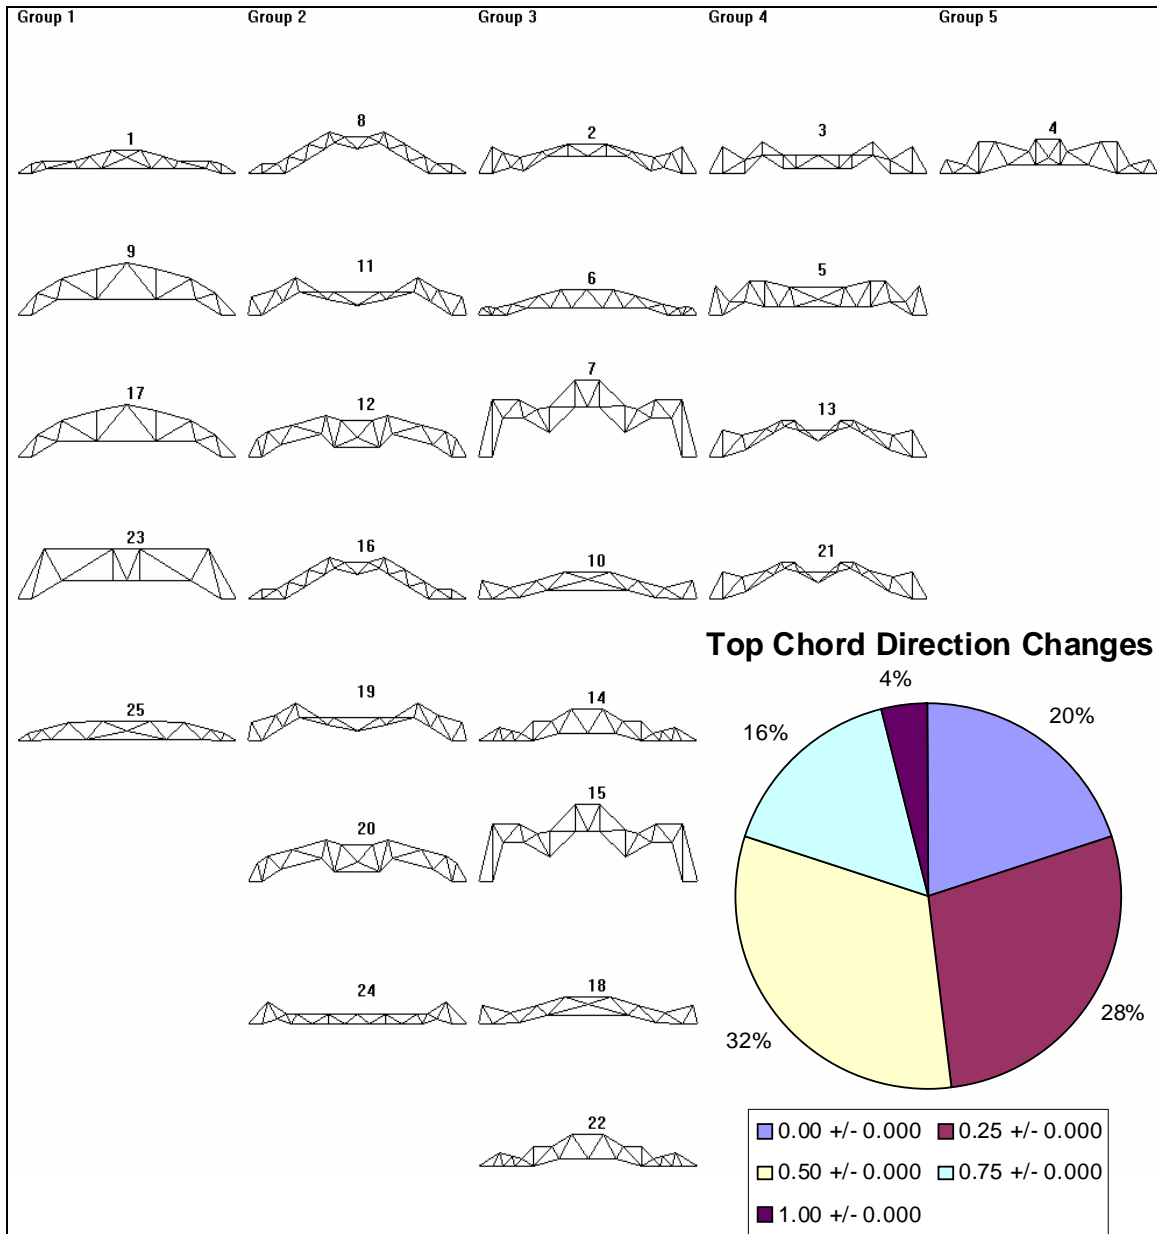 Group 1 Group 2 Group 3 Group 4 Group 5
1 8 2 3 4
9 11 6 5
17 12 7 13
23 16 10 21
Top Chord Direction Changes
25 19 14
20 15
24 18
22
4%
20%
16%
32%
28%
0.00 +/- 0.000 0.25 +/- 0.000
0.50 +/- 0.000 0.75 +/- 0.000
1.00 +/- 0.000